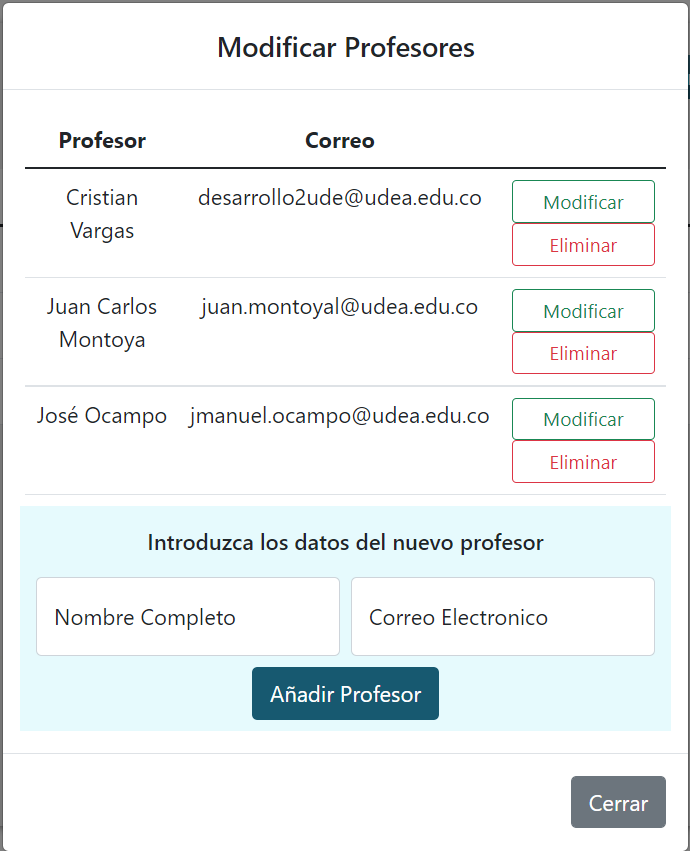 Modificar Profesores
Profesor Correo
Cristian Vargas desarrollo2ude@udea.edu.co Modificar
Eliminar
Juan Carlos Montoya juan.montoyal@udea.edu.co Modificar
Eliminar
José Ocampo jmanuel.ocampo@udea.edu.co Modificar
Eliminar
Introduzca los datos del nuevo profesor
Nombre Completo Correo Electronico
Añadir Profesor
Cerrar